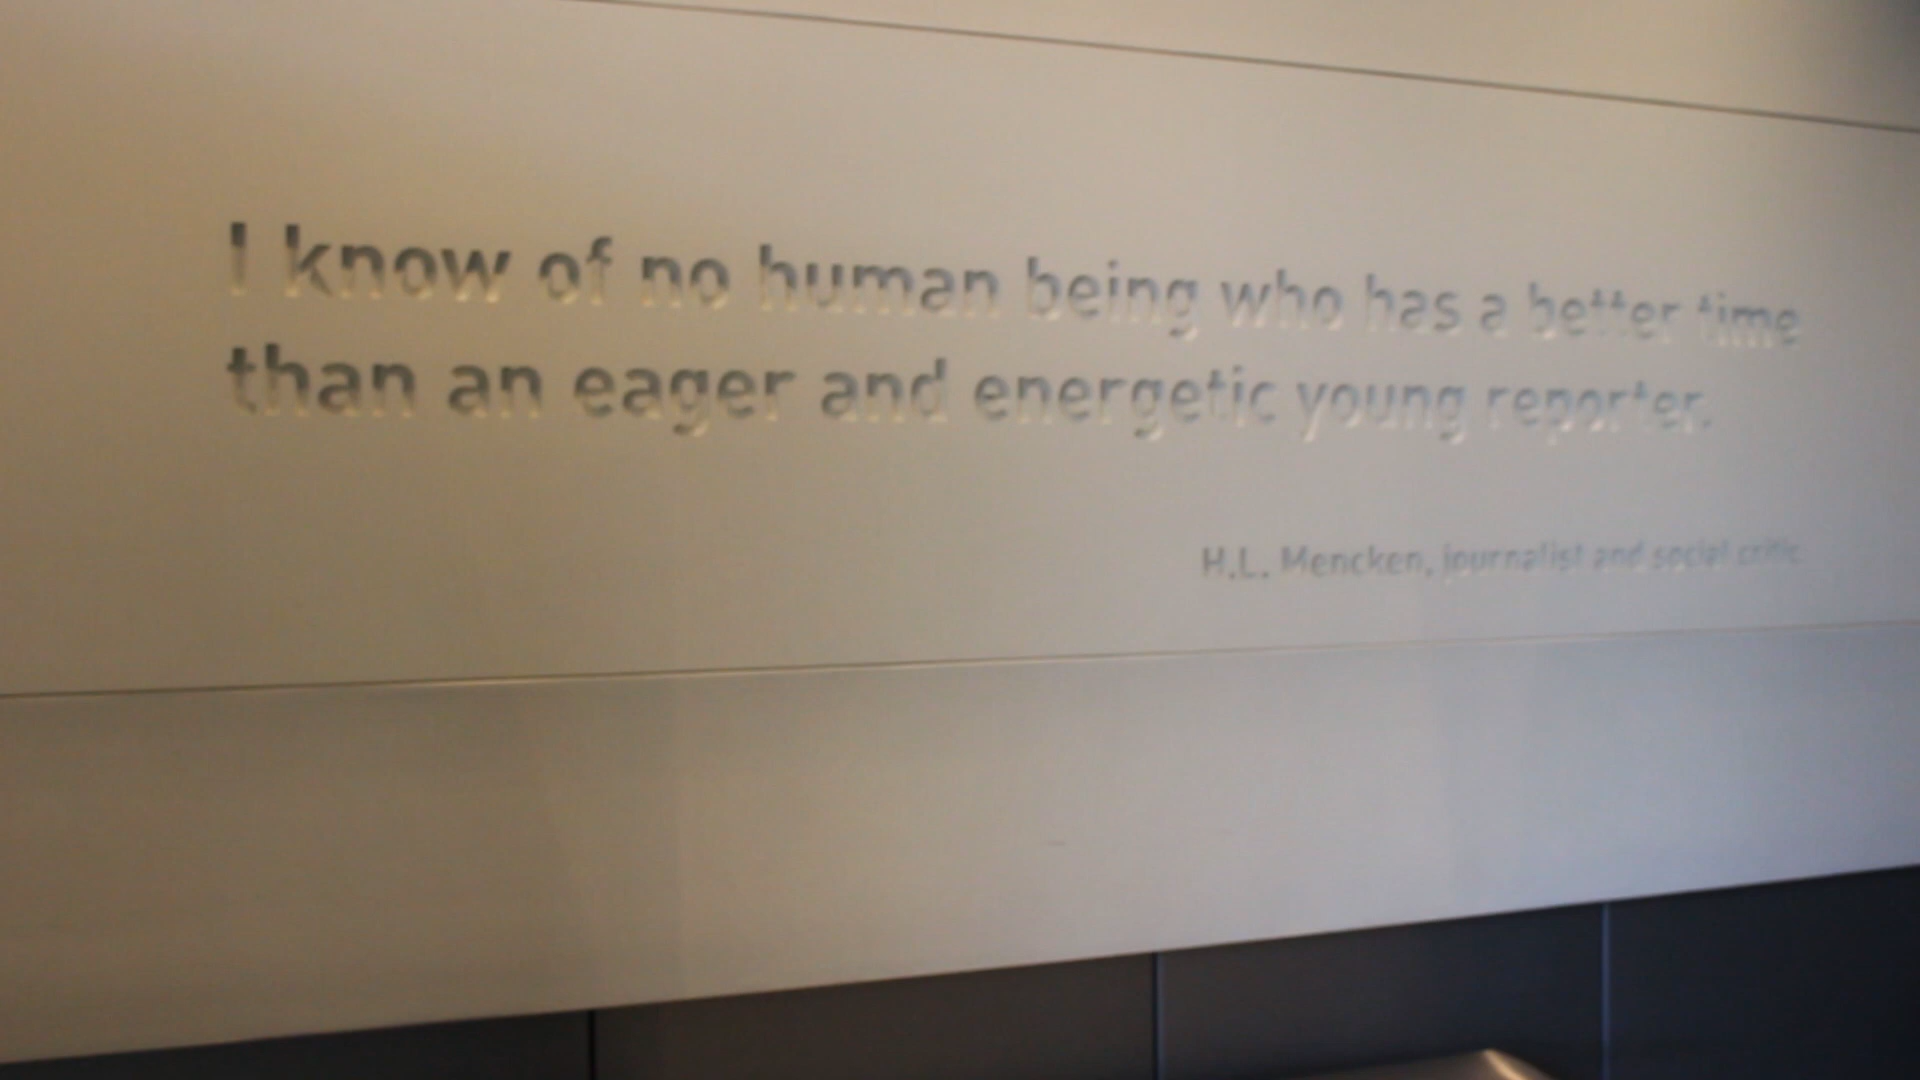 I know of no human being who has a better time
than an eager and energetic young reporter.
H.L. Mencken, journalist and social critic